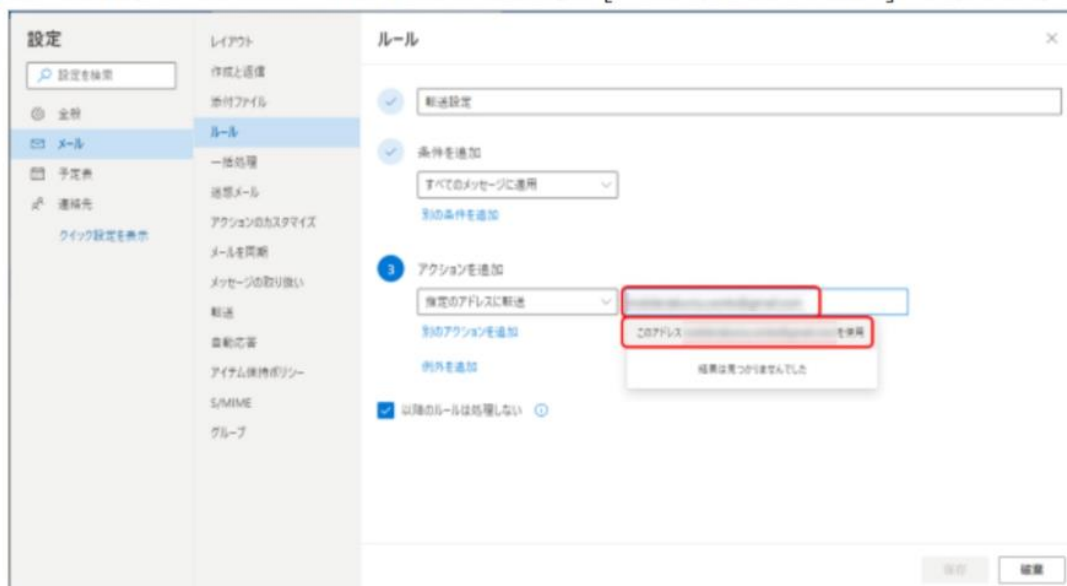 設定
設定を検索
全般
メール
予定表
連絡先
クイック設定を表示
レイアウト
作成と返信
添付ファイル
ルール
一括処理
迷惑メール
アクションのカスタマイズ
メールを同期
メッセージの取り扱い
転送
自動応答
アイテム保持ポリシー
S/MIME
グループ
ルール
転送設定
条件を追加
すべてのメッセージに適用
別の条件を追加
3 アクションを追加
指定のアドレスに転送
別のアクションを追加
このアドレス を使用
結果は見つかりませんでした
例外を追加
以降のルールは処理しない
保存
破棄